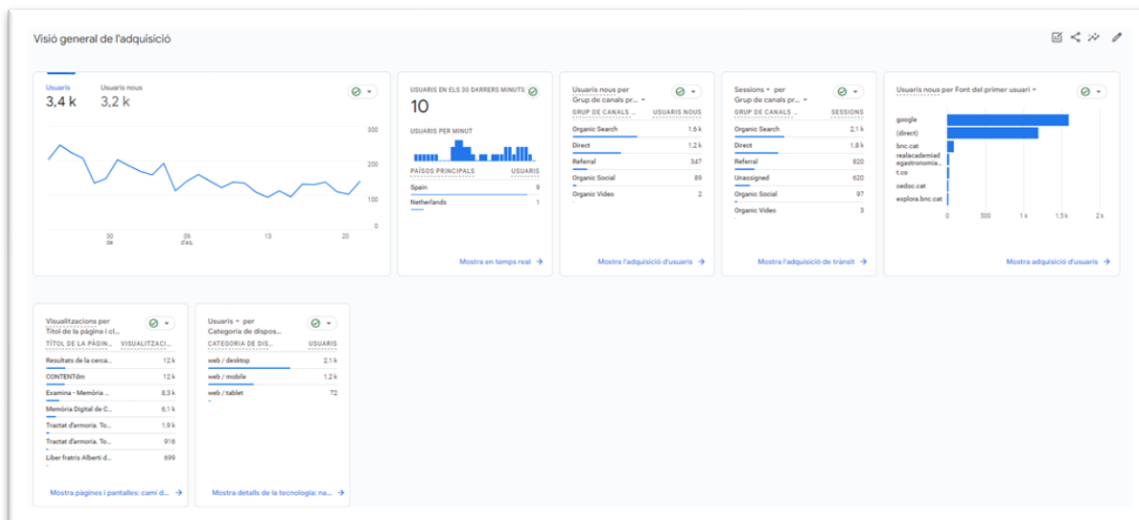 Visió general de l'adquisició
Usuaris
3,4 k
Usuaris nous
3,2 k
300
200
100
0
30
de
06
d'ag.
13
20
USUARIS EN ELS 30 DARRERS MINUTS
10
USUARIS PER MINUT
PAÏSOS PRINCIPALS USUARIS
Spain 9
Netherlands 1
Mostra en temps real →
Usuaris nous per
Grup de canals pr...
GRUP DE CANALS ... USUARIS NOUS
Organic Search 1,6 k
Direct 1,2 k
Referral 347
Organic Social 89
Organic Video 2
Mostra l'adquisició d'usuaris →
Sessions per
Grup de canals pr...
GRUP DE CANALS ... SESSIONS
Organic Search 2,1 k
Direct 1,8 k
Referral 820
Unassigned 620
Organic Social 97
Organic Video 3
Mostra l'adquisició de trànsit →
Usuaris nous per Font del primer usuari
google
(direct)
bnc.cat
realacademiad
egastronomia...
t.co
cedoc.cat
explora.bnc.cat
0 500 1 k 1,5 k 2 k
Mostra adquisició d'usuaris →
Visualitzacions per
Títol de la pàgina i cl...
TÍTOL DE LA PÀGIN... VISUALITZACI...
Resultats de la cerca... 12 k
CONTENTdm 12 k
Examina - Memòria ... 8,3 k
Memòria Digital de C... 6,1 k
Tractat d'armoria. To... 1,9 k
Tractat d'armoria. To... 916
Liber fratris Alberti d... 699
Mostra pàgines i pantalles: camí d... →
Usuaris per
Categoria de dispos...
CATEGORIA DE DIS... USUARIS
web / desktop 2,1 k
web / mobile 1,2 k
web / tablet 72
Mostra detalls de la tecnologia: na... →